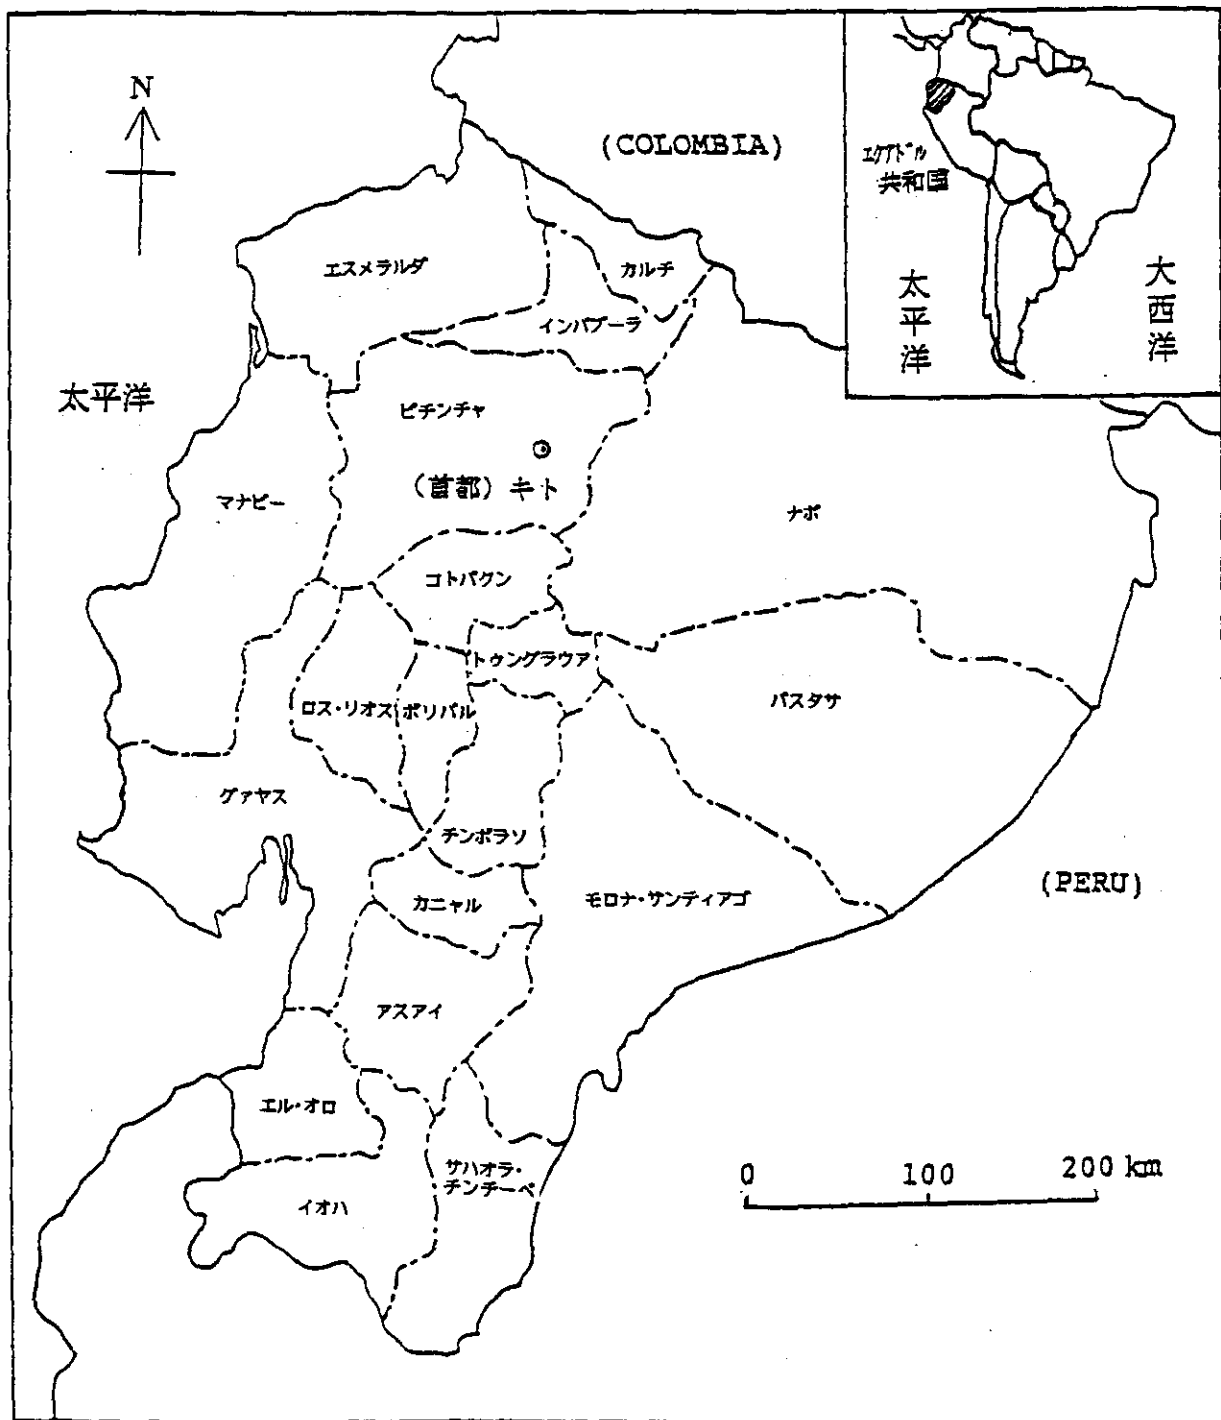 N
(COLOMBIA)
エクアドル
共和国
太平洋
大西洋
エスメラルダ
カルチ
インバブーラ
太平洋
ピチンチャ
(首都) キト
マナビー
ナポ
コトパクン
トゥングラウァ
ロス・リオス
ボリバル
パスタサ
グァヤス
チンボラソ
カニャル
モロナ・サンディアゴ
(PERU)
アスアイ
エル・オロ
サハオラ・
チンチーペ
イオハ
0 100 200 km